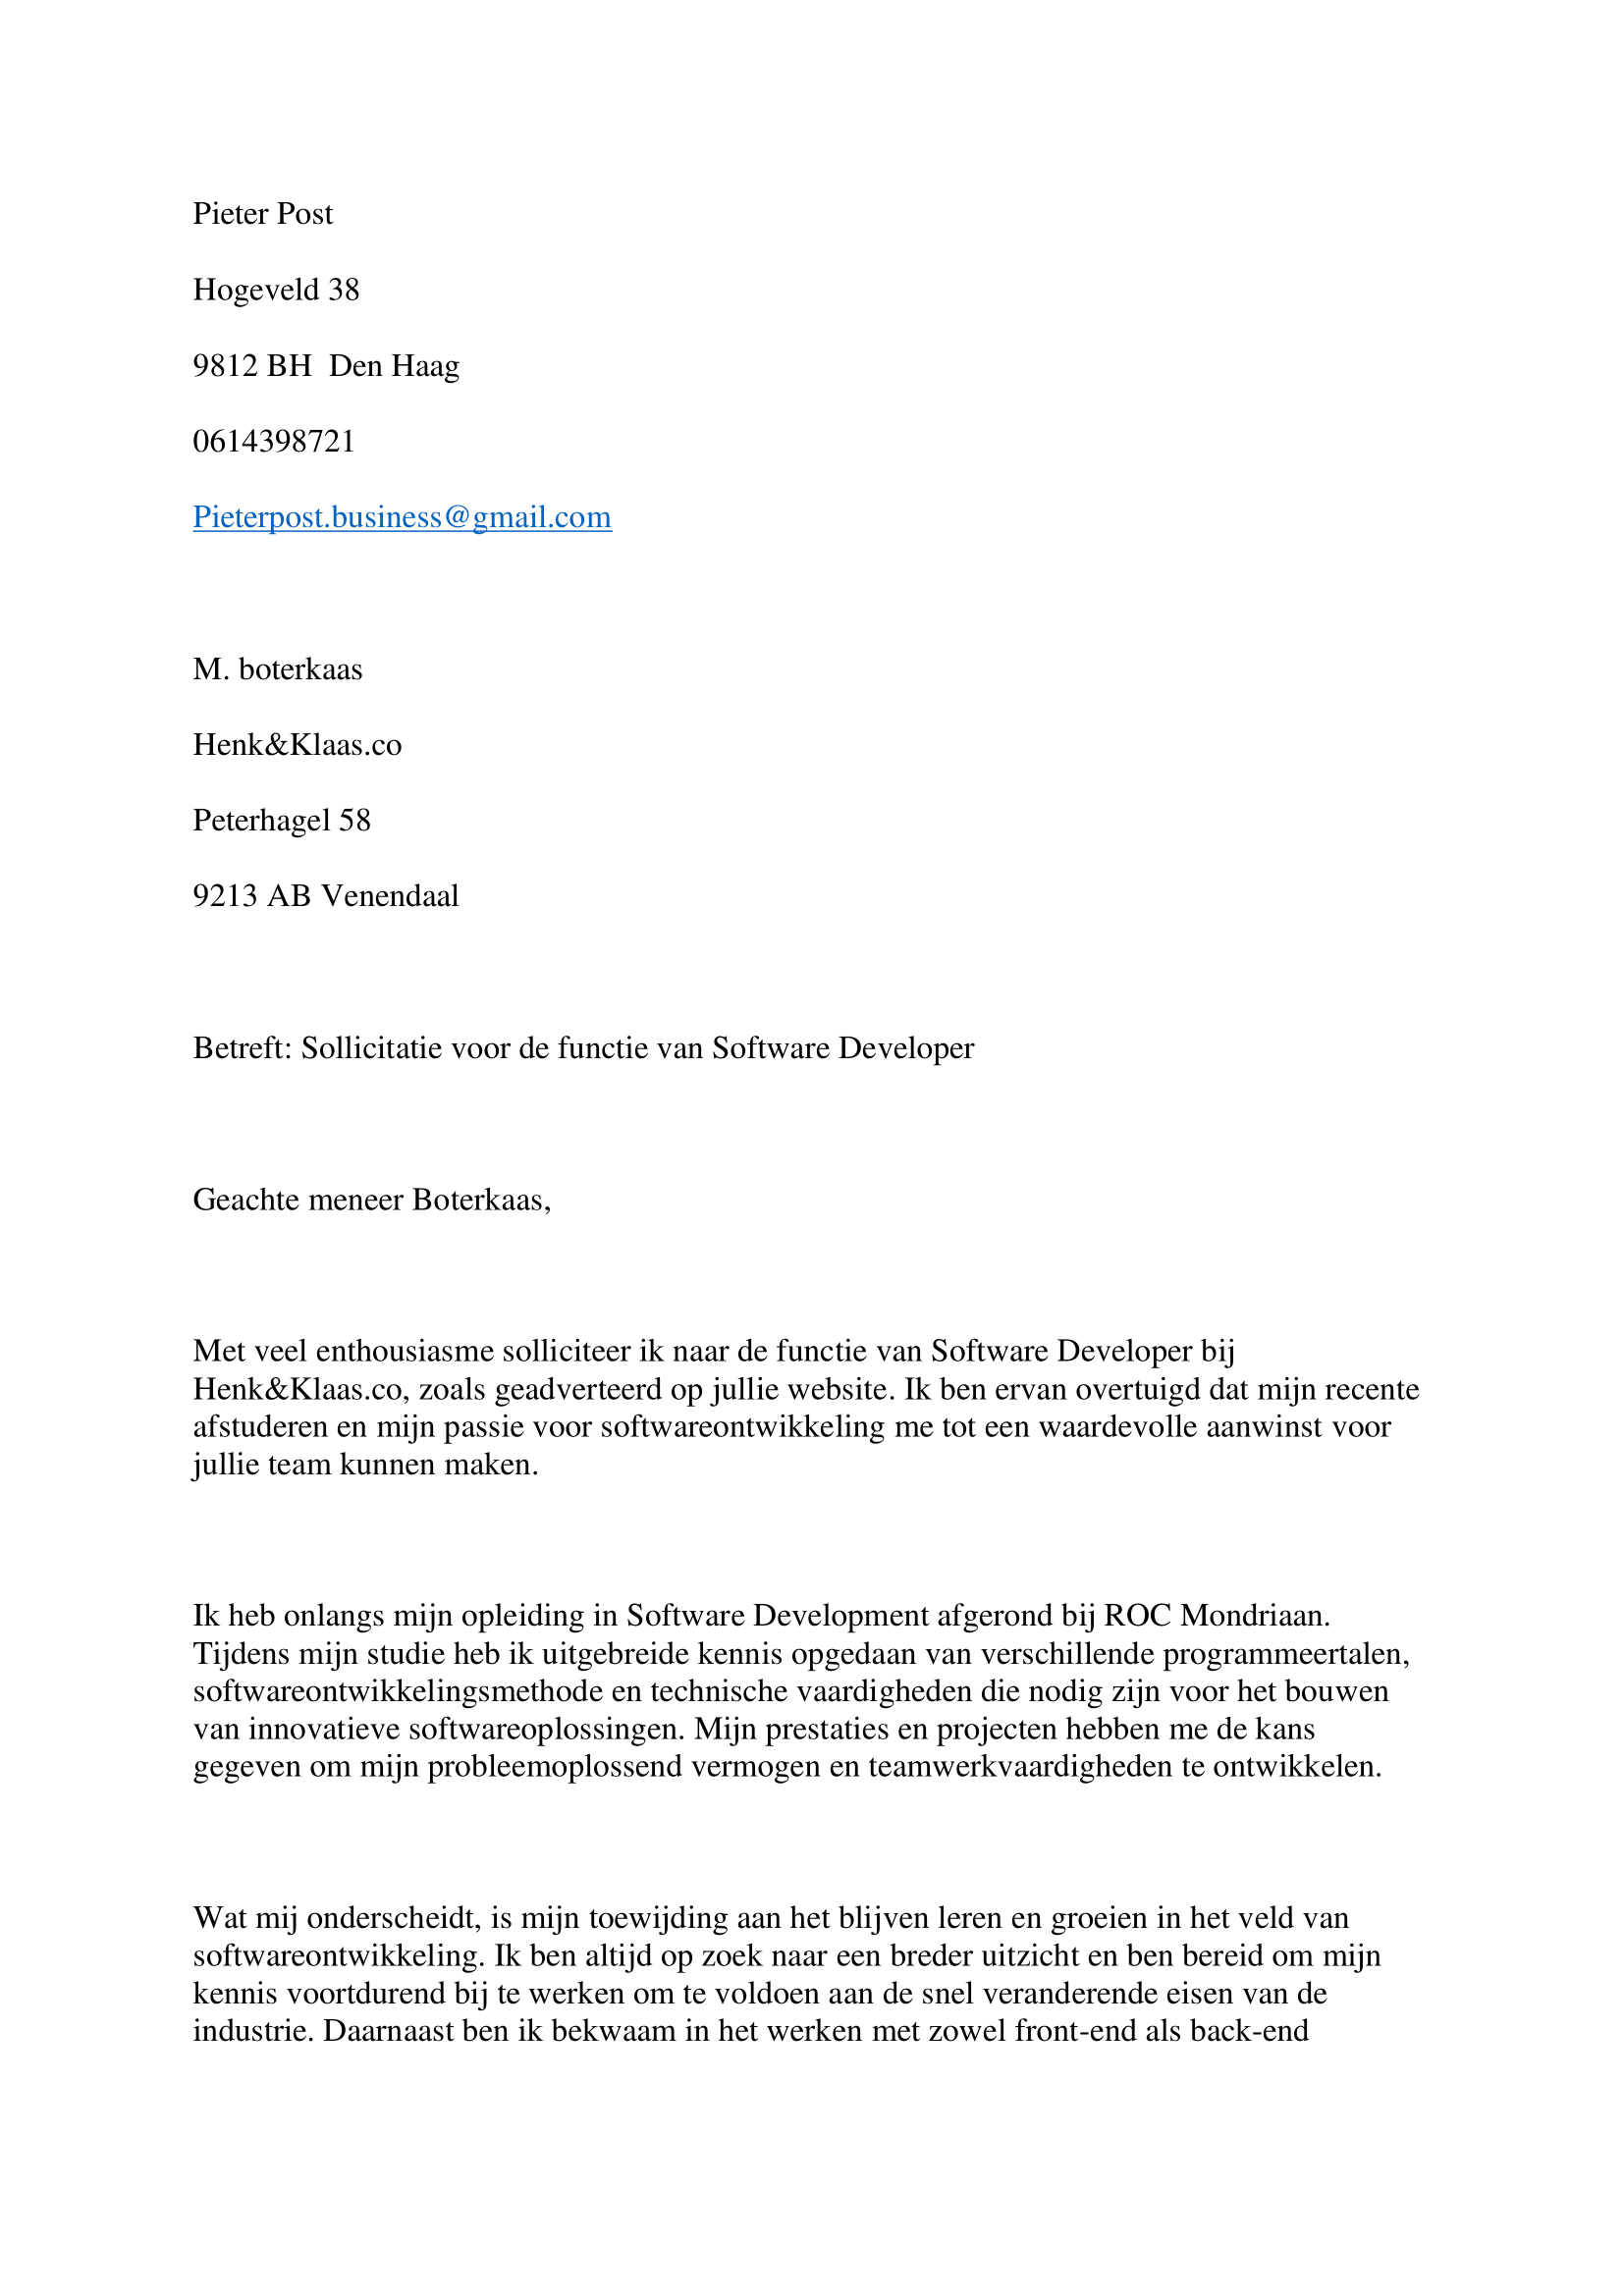 Pieter Post
Hogeveld 38
9812 BH  Den Haag
0614398721
Pieterpost.business@gmail.com
M. boterkaas
Henk&Klaas.co
Peterhagel 58
9213 AB Venendaal
Betreft: Sollicitatie voor de functie van Software Developer
Geachte meneer Boterkaas,
Met veel enthousiasme solliciteer ik naar de functie van Software Developer bij
Henk&Klaas.co, zoals geadverteerd op jullie website. Ik ben ervan overtuigd dat mijn recente
afstuderen en mijn passie voor softwareontwikkeling me tot een waardevolle aanwinst voor
jullie team kunnen maken.
Ik heb onlangs mijn opleiding in Software Development afgerond bij ROC Mondriaan.
Tijdens mijn studie heb ik uitgebreide kennis opgedaan van verschillende programmeertalen,
softwareontwikkelingsmethode en technische vaardigheden die nodig zijn voor het bouwen
van innovatieve softwareoplossingen. Mijn prestaties en projecten hebben me de kans
gegeven om mijn probleemoplossend vermogen en teamwerkvaardigheden te ontwikkelen.
Wat mij onderscheidt, is mijn toewijding aan het blijven leren en groeien in het veld van
softwareontwikkeling. Ik ben altijd op zoek naar een breder uitzicht en ben bereid om mijn
kennis voortdurend bij te werken om te voldoen aan de snel veranderende eisen van de
industrie. Daarnaast ben ik bekwaam in het werken met zowel front-end als back-end